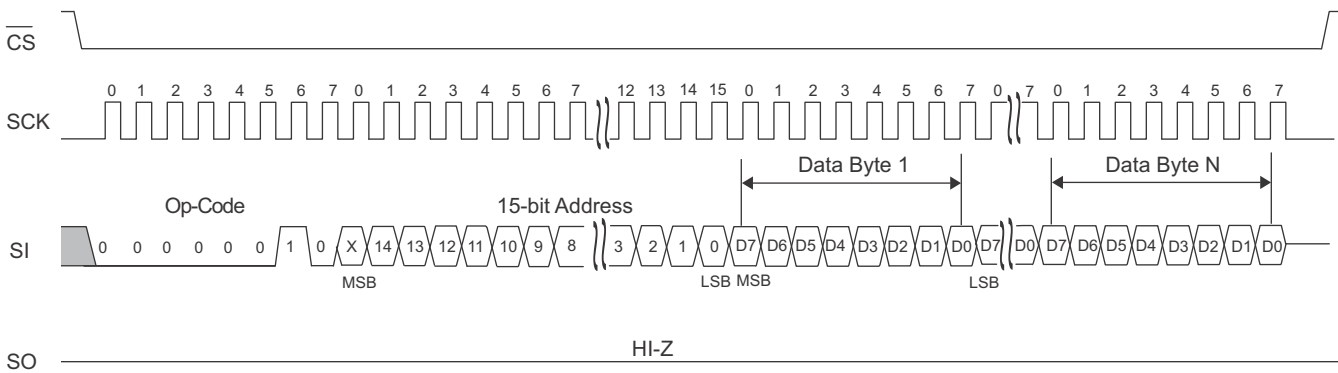 CS
0 1 2 3 4 5 6 7 0 1 2 3 4 5 6 7 12 13 14 15 0 1 2 3 4 5 6 7 0 7 0 1 2 3 4 5 6 7
SCK
Data Byte 1 Data Byte N
Op-Code 15-bit Address
SI 0 0 0 0 0 0 1 0 X 14 13 12 11 10 9 8 3 2 1 0 D7 D6 D5 D4 D3 D2 D1 D0 D7 D0 D7 D6 D5 D4 D3 D2 D1 D0
MSB LSB MSB LSB
HI-Z
SO